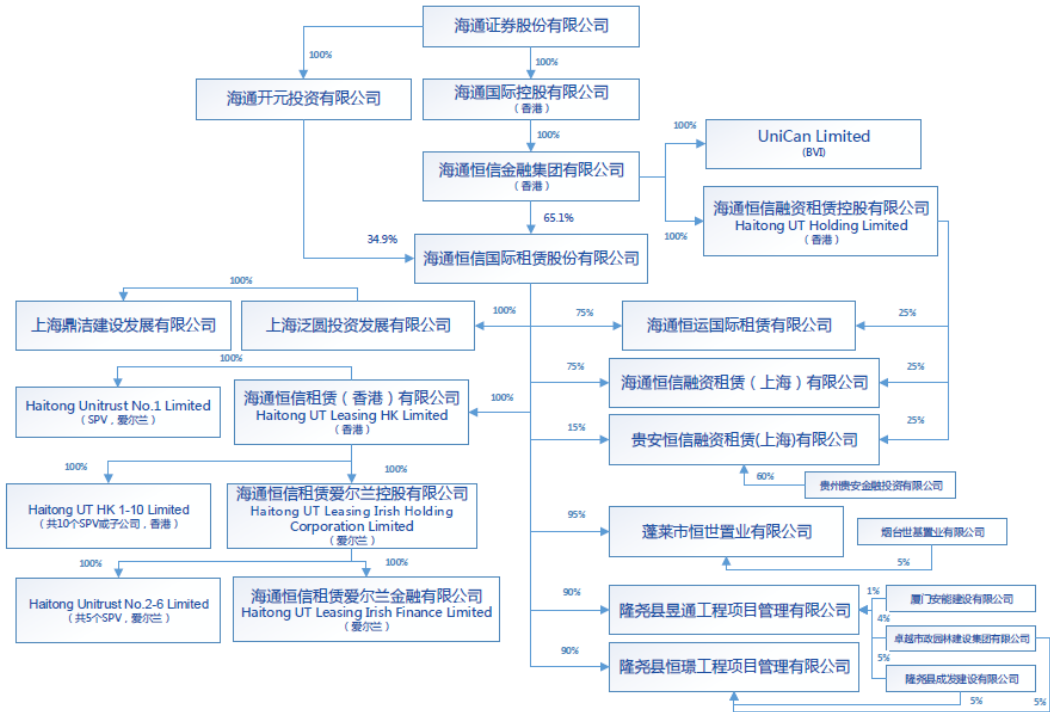 海通证券股份有限公司
100%
100%
海通开元投资有限公司
海通国际控股有限公司
（香港）
100%
100%
UniCan Limited
(BVI)
海通恒信金融集团有限公司
（香港）
海通恒信融资租赁控股有限公司
Haitong UT Holding Limited
（香港）
100%
65.1%
34.9%
海通恒信国际租赁股份有限公司
100%
上海鼎洁建设发展有限公司
上海泛圆投资发展有限公司
100%
75%
海通恒运国际租赁有限公司
25%
100%
75%
海通恒信融资租赁（上海）有限公司
25%
Haitong Unitrust No.1 Limited
（SPV，爱尔兰）
海通恒信租赁（香港）有限公司
Haitong UT Leasing HK Limited
（香港）
100%
15%
贵安恒信融资租赁(上海)有限公司
25%
100%
100%
60%
贵州贵安金融投资有限公司
Haitong UT HK 1-10 Limited
（共10个SPV或子公司，香港）
海通恒信租赁爱尔兰控股有限公司
Haitong UT Leasing Irish Holding
Corporation Limited
（爱尔兰）
95%
蓬莱市恒世置业有限公司
烟台世基置业有限公司
5%
100%
100%
Haitong Unitrust No.2-6 Limited
（共5个SPV，爱尔兰）
海通恒信租赁爱尔兰金融有限公司
Haitong UT Leasing Irish Finance Limited
（爱尔兰）
90%
隆尧县昱通工程项目管理有限公司
1%
厦门安能建设有限公司
4%
卓越市政园林建设集团有限公司
90%
隆尧县恒璟工程项目管理有限公司
5%
隆尧县成发建设有限公司
5%
5%